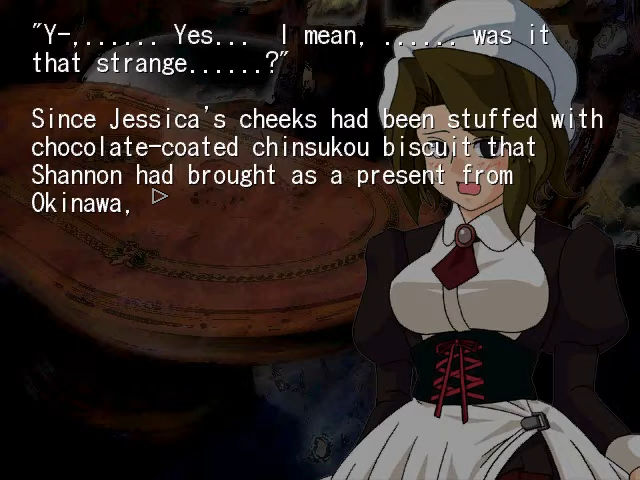 "Y-,...... Yes...  I mean, ...... was it
that strange......?"
Since Jessica's cheeks had been stuffed with
chocolate-coated chinsukou biscuit that
Shannon had brought as a present from
Okinawa,